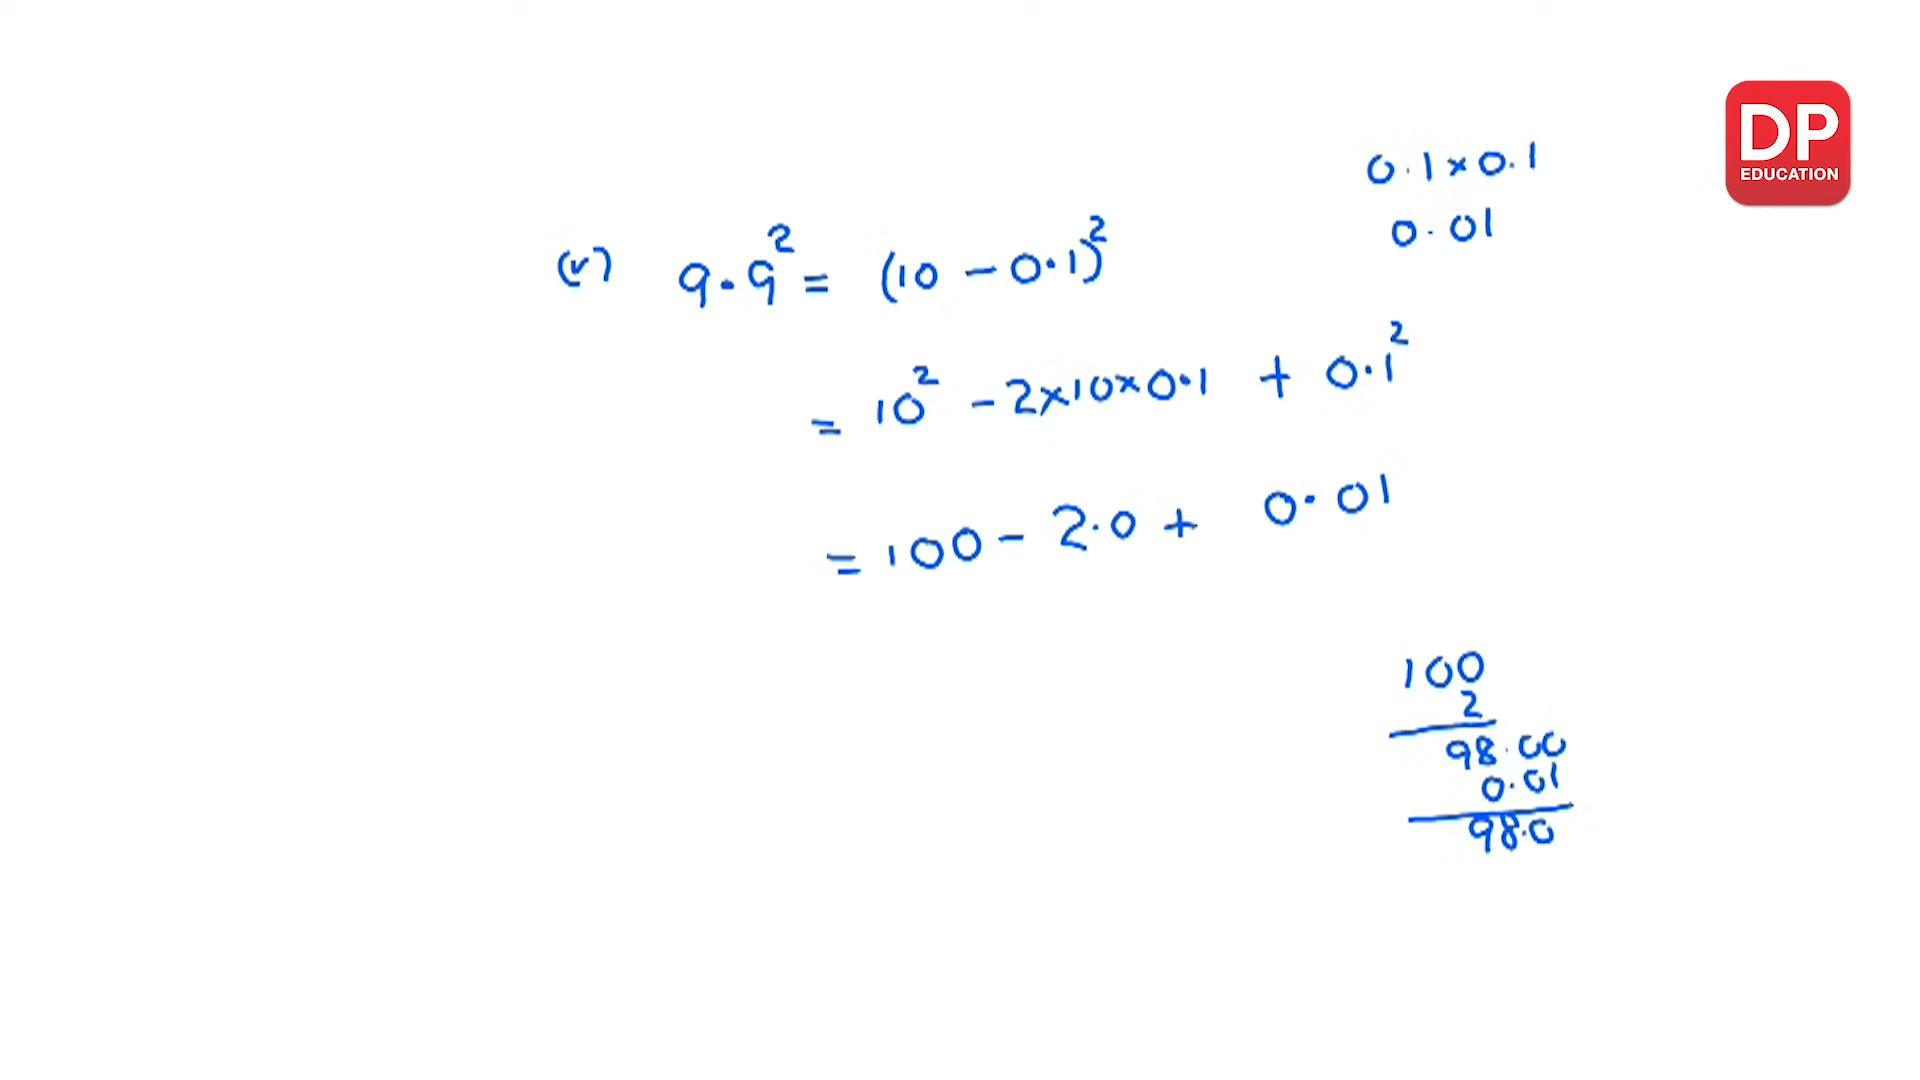 DP
EDUCATION
0.1×0.1
0.01
(v) 9.9² = (10 − 0.1)²
= 10² − 2×10×0.1 + 0.1²
= 100 − 2.0 + 0.01
100
2
98.00
0.01
98.0